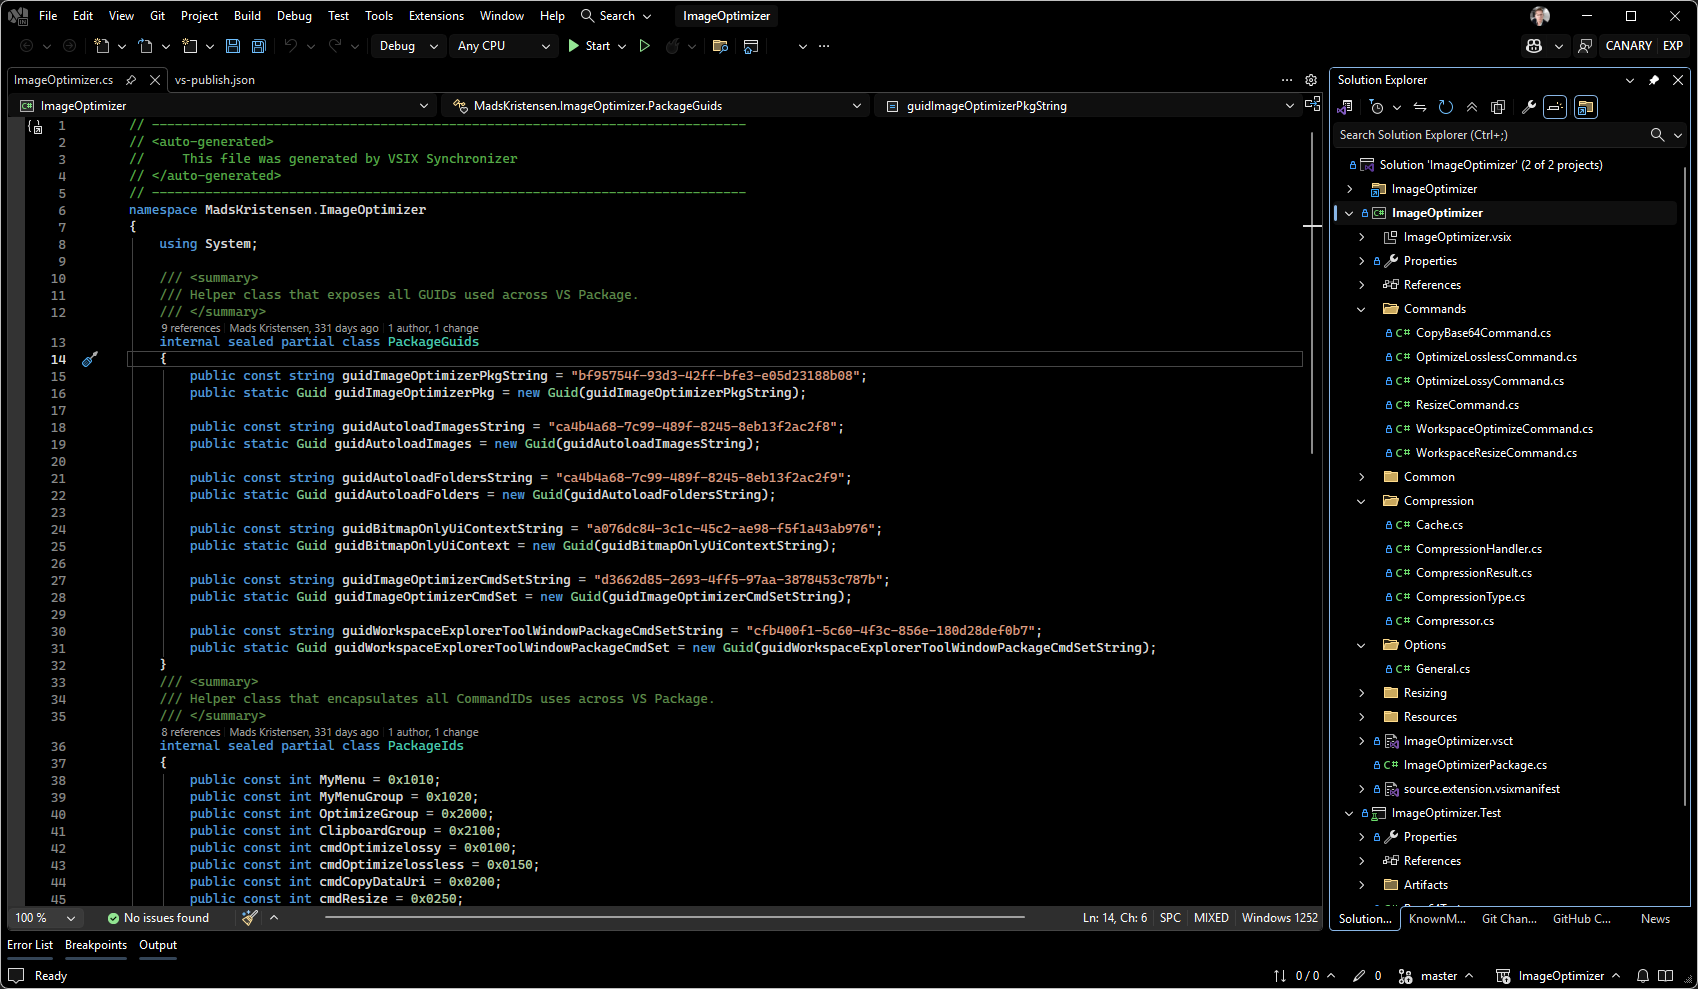 File Edit View Git Project Build Debug Test Tools Extensions Window Help Search ImageOptimizer
Debug Any CPU Start CANARY EXP
ImageOptimizer.cs vs-publish.json
ImageOptimizer MadsKristensen.ImageOptimizer.PackageGuids guidImageOptimizerPkgString
1 // ------------------------------------------------------------------------------
2 // <auto-generated>
3 //     This file was generated by VSIX Synchronizer
4 // </auto-generated>
5 // ------------------------------------------------------------------------------
6 namespace MadsKristensen.ImageOptimizer
7 {
8     using System;
9
10     /// <summary>
11     /// Helper class that exposes all GUIDs used across VS Package.
12     /// </summary>
9 references | Mads Kristensen, 331 days ago | 1 author, 1 change
13     internal sealed partial class PackageGuids
14     {
15         public const string guidImageOptimizerPkgString = "bf95754f-93d3-42ff-bfe3-e05d23188b08";
16         public static Guid guidImageOptimizerPkg = new Guid(guidImageOptimizerPkgString);
17
18         public const string guidAutoloadImagesString = "ca4b4a68-7c99-489f-8245-8eb13f2ac2f8";
19         public static Guid guidAutoloadImages = new Guid(guidAutoloadImagesString);
20
21         public const string guidAutoloadFoldersString = "ca4b4a68-7c99-489f-8245-8eb13f2ac2f9";
22         public static Guid guidAutoloadFolders = new Guid(guidAutoloadFoldersString);
23
24         public const string guidBitmapOnlyUiContextString = "a076dc84-3c1c-45c2-ae98-f5f1a43ab976";
25         public static Guid guidBitmapOnlyUiContext = new Guid(guidBitmapOnlyUiContextString);
26
27         public const string guidImageOptimizerCmdSetString = "d3662d85-2693-4ff5-97aa-3878453c787b";
28         public static Guid guidImageOptimizerCmdSet = new Guid(guidImageOptimizerCmdSetString);
29
30         public const string guidWorkspaceExplorerToolWindowPackageCmdSetString = "cfb400f1-5c60-4f3c-856e-180d28def0b7";
31         public static Guid guidWorkspaceExplorerToolWindowPackageCmdSet = new Guid(guidWorkspaceExplorerToolWindowPackageCmdSetString);
32     }
33     /// <summary>
34     /// Helper class that encapsulates all CommandIDs uses across VS Package.
35     /// </summary>
8 references | Mads Kristensen, 331 days ago | 1 author, 1 change
36     internal sealed partial class PackageIds
37     {
38         public const int MyMenu = 0x1010;
39         public const int MyMenuGroup = 0x1020;
40         public const int OptimizeGroup = 0x2000;
41         public const int ClipboardGroup = 0x2100;
42         public const int cmdOptimizelossy = 0x0100;
43         public const int cmdOptimizelossless = 0x0150;
44         public const int cmdCopyDataUri = 0x0200;
45         public const int cmdResize = 0x0250;
100 % No issues found Ln: 14, Ch: 6 SPC MIXED Windows 1252
Solution Explorer
Search Solution Explorer (Ctrl+;)
Solution 'ImageOptimizer' (2 of 2 projects)
ImageOptimizer
C# ImageOptimizer
ImageOptimizer.vsix
Properties
References
Commands
C# CopyBase64Command.cs
C# OptimizeLosslessCommand.cs
C# OptimizeLossyCommand.cs
C# ResizeCommand.cs
C# WorkspaceOptimizeCommand.cs
C# WorkspaceResizeCommand.cs
Common
Compression
C# Cache.cs
C# CompressionHandler.cs
C# CompressionResult.cs
C# CompressionType.cs
C# Compressor.cs
Options
C# General.cs
Resizing
Resources
ImageOptimizer.vsct
C# ImageOptimizerPackage.cs
source.extension.vsixmanifest
ImageOptimizer.Test
Properties
References
Artifacts
Solution... KnownM... Git Chan... GitHub C... News
Error List Breakpoints Output
Ready 0 / 0 0 master ImageOptimizer